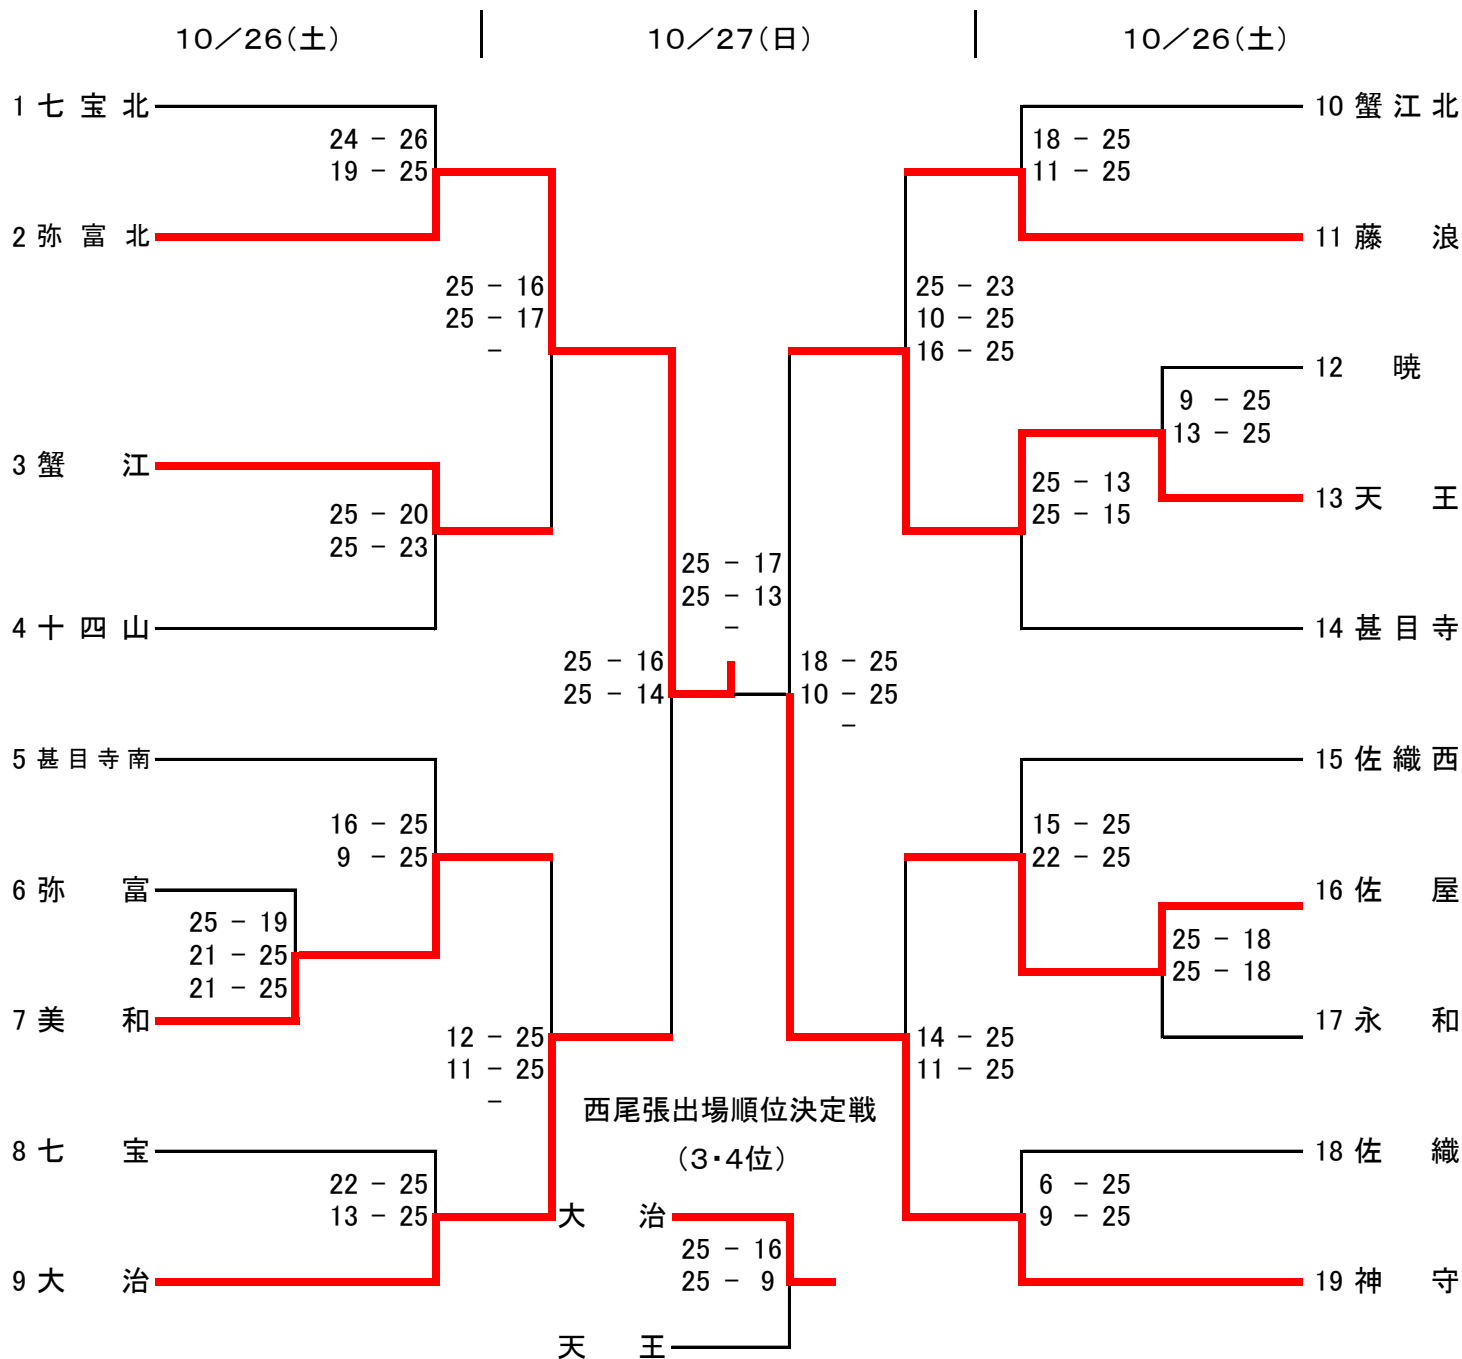 10／26（土） 10／27（日） 10／26（土）
1 七宝北
24 － 26
19 － 25
2 弥富北
25 － 16
25 － 17
－
3 蟹江
25 － 20
25 － 23
4 十四山
25 － 16
25 － 14
5 甚目寺南
16 － 25
9 － 25
6 弥富
25 － 19
21 － 25
21 － 25
7 美和
12 － 25
11 － 25
－
8 七宝
22 － 25
13 － 25
9 大治
25 － 17
25 － 13
－
10 蟹江北
18 － 25
11 － 25
11 藤浪
25 － 23
10 － 25
16 － 25
12 暁
9 － 25
13 － 25
13 天王
25 － 13
25 － 15
14 甚目寺
18 － 25
10 － 25
－
15 佐織西
15 － 25
22 － 25
16 佐屋
25 － 18
25 － 18
17 永和
14 － 25
11 － 25
18 佐織
6 － 25
9 － 25
19 神守
西尾張出場順位決定戦
（3・4位）
大治
25 － 16
25 － 9
天王